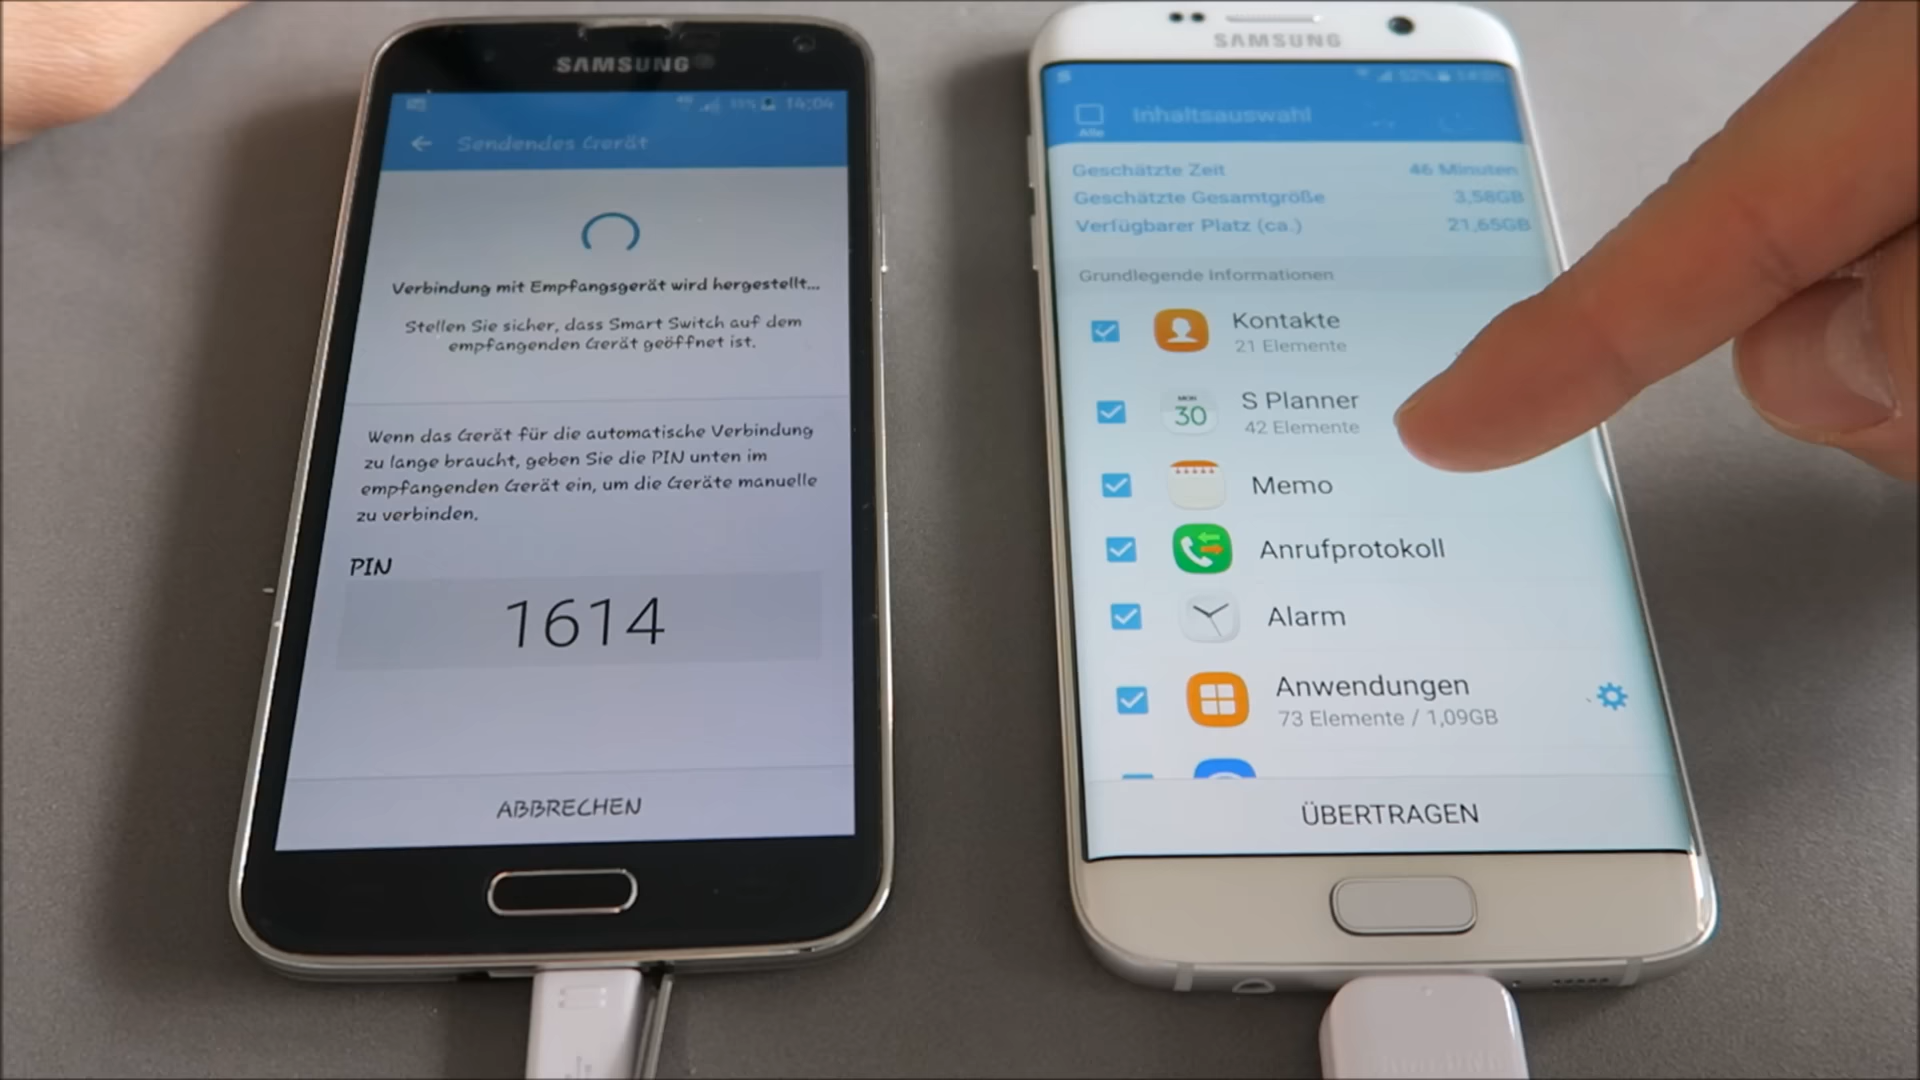 SAMSUNG
14:04
Sendendes Gerät
Verbindung mit Empfangsgerät wird hergestellt...
Stellen Sie sicher, dass Smart Switch auf dem
empfangenden Gerät geöffnet ist.
Wenn das Gerät für die automatische Verbindung
zu lange braucht, geben Sie die PIN unten im
empfangenden Gerät ein, um die Geräte manuelle
zu verbinden.
PIN
1614
ABBRECHEN
SAMSUNG
Alle
Inhaltsauswahl
Geschätzte Zeit 46 Minuten
Geschätzte Gesamtgröße 3,58GB
Verfügbarer Platz (ca.) 21,65GB
Grundlegende Informationen
Kontakte
21 Elemente
MON
30
S Planner
42 Elemente
Memo
Anrufprotokoll
Alarm
Anwendungen
73 Elemente / 1,09GB
ÜBERTRAGEN